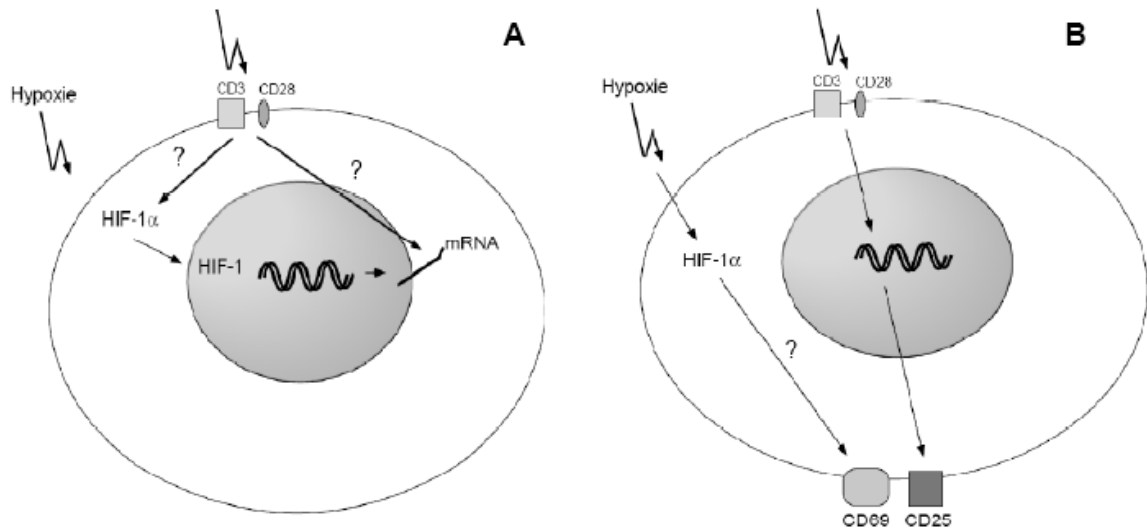 A
Hypoxie
CD3 CD28
?
?
HIF-1α
HIF-1
mRNA
B
Hypoxie
CD3 CD28
HIF-1α
?
CD69 CD25